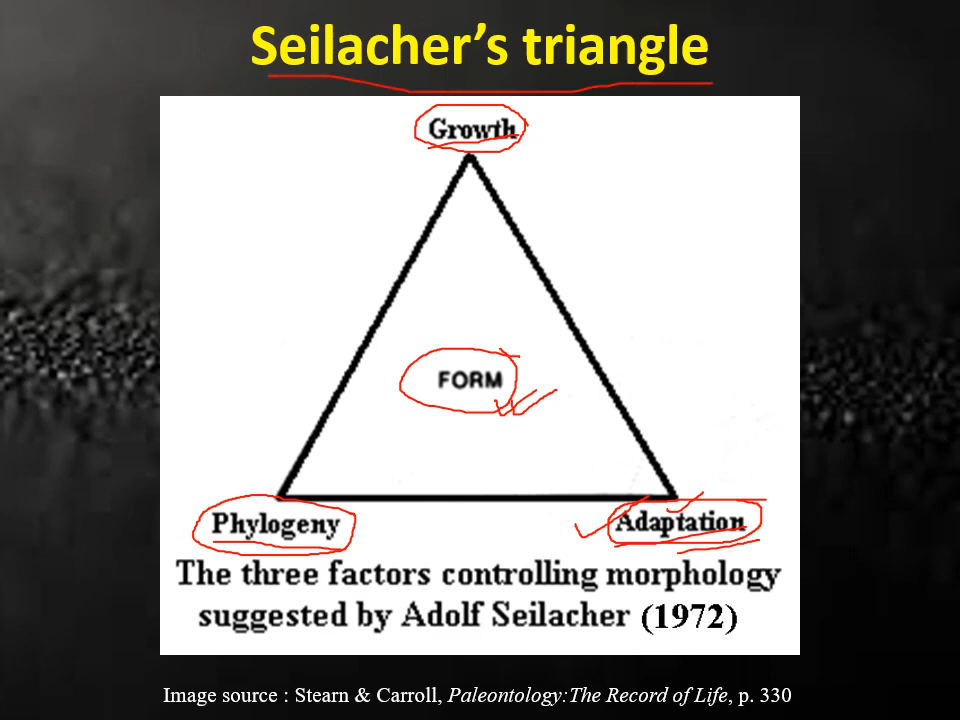 Seilacher's triangle
Growth
FORM
Phylogeny Adaptation
The three factors controlling morphology
suggested by Adolf Seilacher (1972)
Image source : Stearn & Carroll, Paleontology:The Record of Life, p. 330